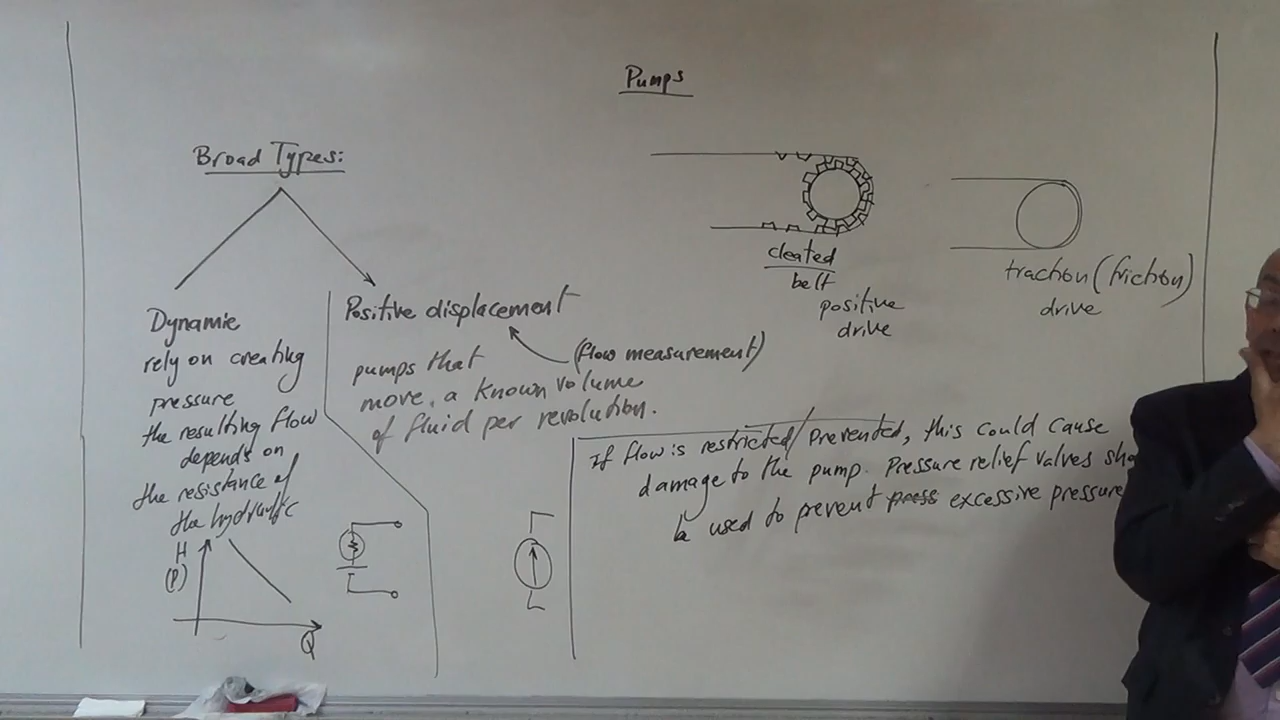 Pumps
Broad Types:
Dynamic
rely on creating
pressure
the resulting flow
depends on
the resistance of
the hydraulic
H
(P)
Q
Positive displacement
(flow measurement)
pumps that
move, a known volume
of fluid per revolution.
cleated
belt
positive
drive
traction (friction)
drive
If flow is restricted/prevented, this could cause
damage to the pump. Pressure relief valves sho
be used to prevent press excessive pressure